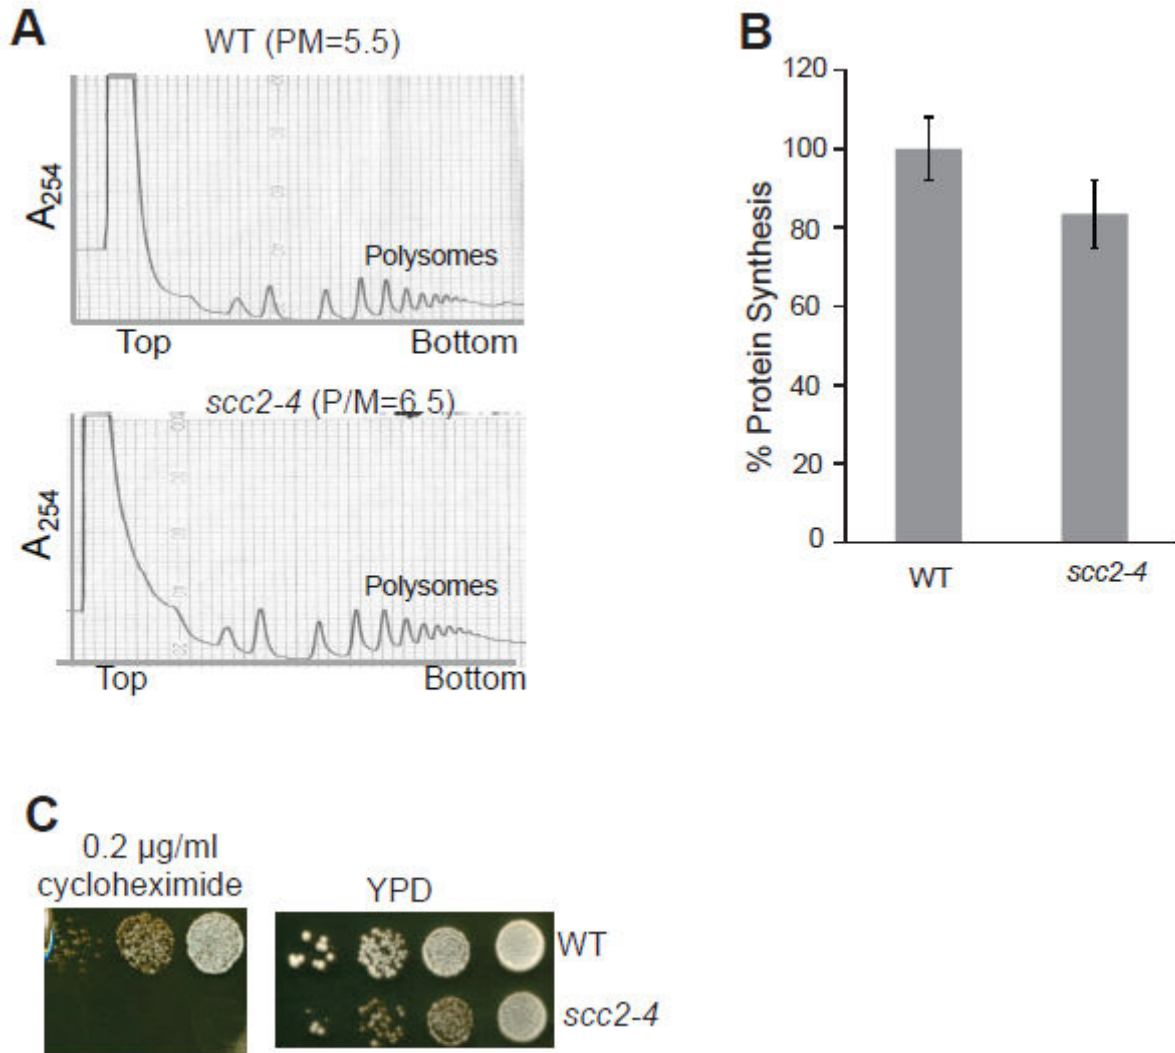 A
WT (PM=5.5)
A254
Polysomes
Top Bottom
scc2-4 (P/M=6.5)
A254
Polysomes
Top Bottom
B
120
100
80
60
40
20
0
% Protein Synthesis
WT scc2-4
C
0.2 µg/ml
cycloheximide
YPD
WT
scc2-4